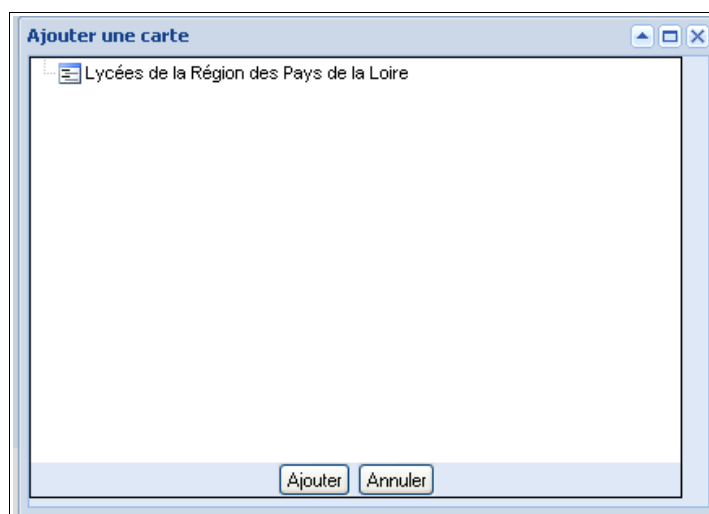 Ajouter une carte
Lycées de la Région des Pays de la Loire
Ajouter Annuler